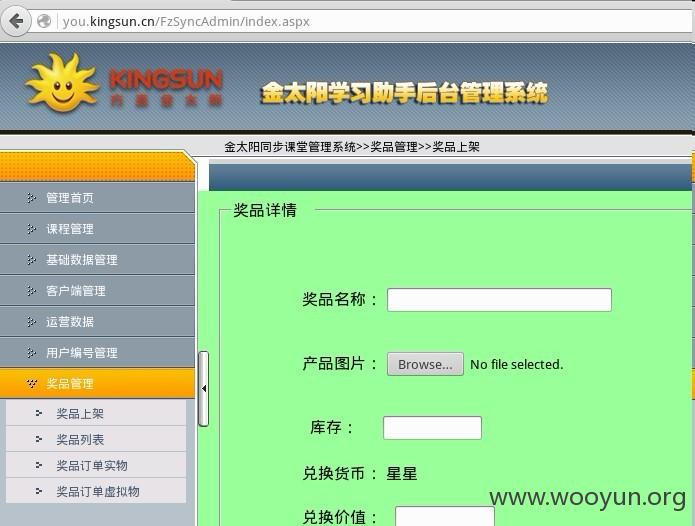 you.kingsun.cn/FzSyncAdmin/index.aspx
KINGSUN
方直金太阳
金太阳学习助手后台管理系统
金太阳同步课堂管理系统>>奖品管理>>奖品上架
管理首页
课程管理
基础数据管理
客户端管理
运营数据
用户编号管理
奖品管理
奖品上架
奖品列表
奖品订单实物
奖品订单虚拟物
奖品详情
奖品名称：
产品图片： Browse... No file selected.
库存：
兑换货币： 星星
兑换价值：
www.wooyun.org